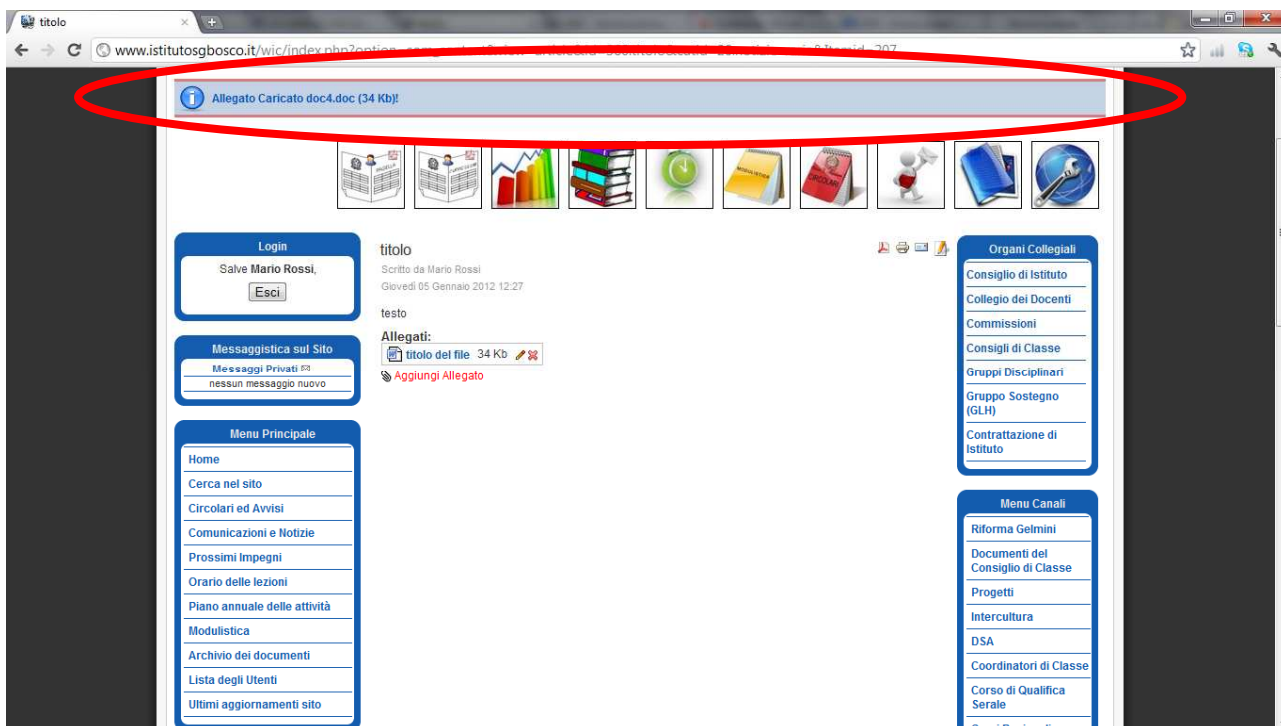 titolo
www.istitutosgbosco.it/wic/index.php?
Allegato Caricato doc4.doc (34 Kb)!
MODULISTICA
CIRCOLARI
Login
Salve Mario Rossi,
Esci
Messaggistica sul Sito
Messaggi Privati
nessun messaggio nuovo
Menu Principale
Home
Cerca nel sito
Circolari ed Avvisi
Comunicazioni e Notizie
Prossimi Impegni
Orario delle lezioni
Piano annuale delle attività
Modulistica
Archivio dei documenti
Lista degli Utenti
Ultimi aggiornamenti sito
titolo
Scritto da Mario Rossi
Giovedì 05 Gennaio 2012 12:27
testo
Allegati:
titolo del file 34 Kb
Aggiungi Allegato
Organi Collegiali
Consiglio di Istituto
Collegio dei Docenti
Commissioni
Consigli di Classe
Gruppi Disciplinari
Gruppo Sostegno
(GLH)
Contrattazione di
Istituto
Menu Canali
Riforma Gelmini
Documenti del
Consiglio di Classe
Progetti
Intercultura
DSA
Coordinatori di Classe
Corso di Qualifica
Serale